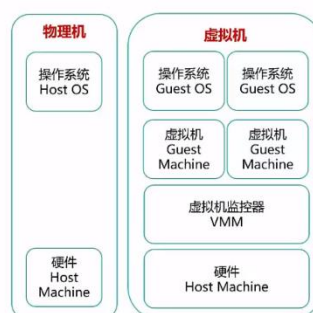 物理机
操作系统
Host OS
硬件
Host
Machine
虚拟机
操作系统
Guest OS
操作系统
Guest OS
虚拟机
Guest
Machine
虚拟机
Guest
Machine
虚拟机监控器
VMM
硬件
Host Machine